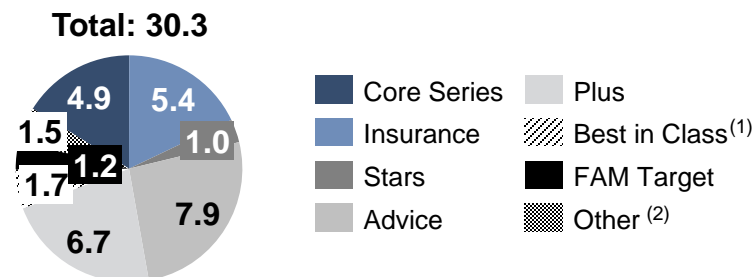 Total: 30.3
4.9
5.4
1.5
1.0
1.2
1.7
7.9
6.7
Core Series
Plus
Insurance
Best in Class(1)
Stars
FAM Target
Advice
Other (2)